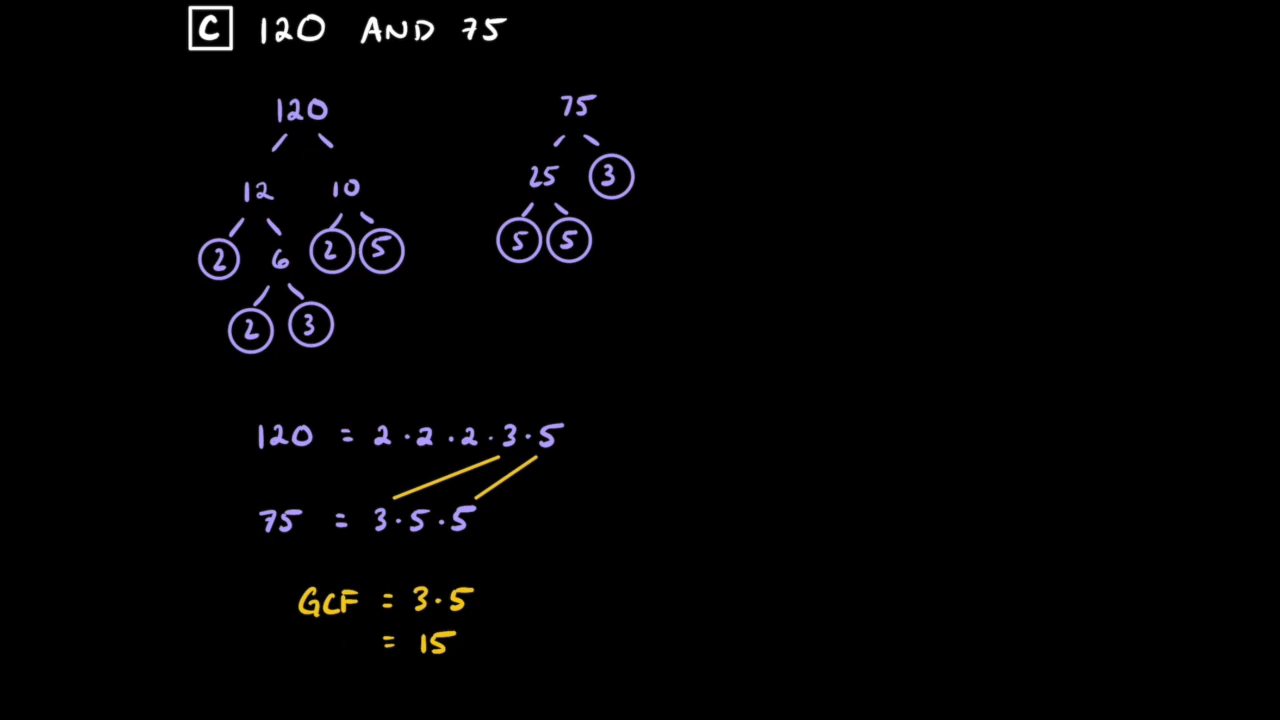 C 120 AND 75
120 75
12 10 25 3
2 6 2 5 5 5
2 3
120 = 2 · 2 · 2 · 3 · 5
75 = 3 · 5 · 5
GCF = 3 · 5
= 15